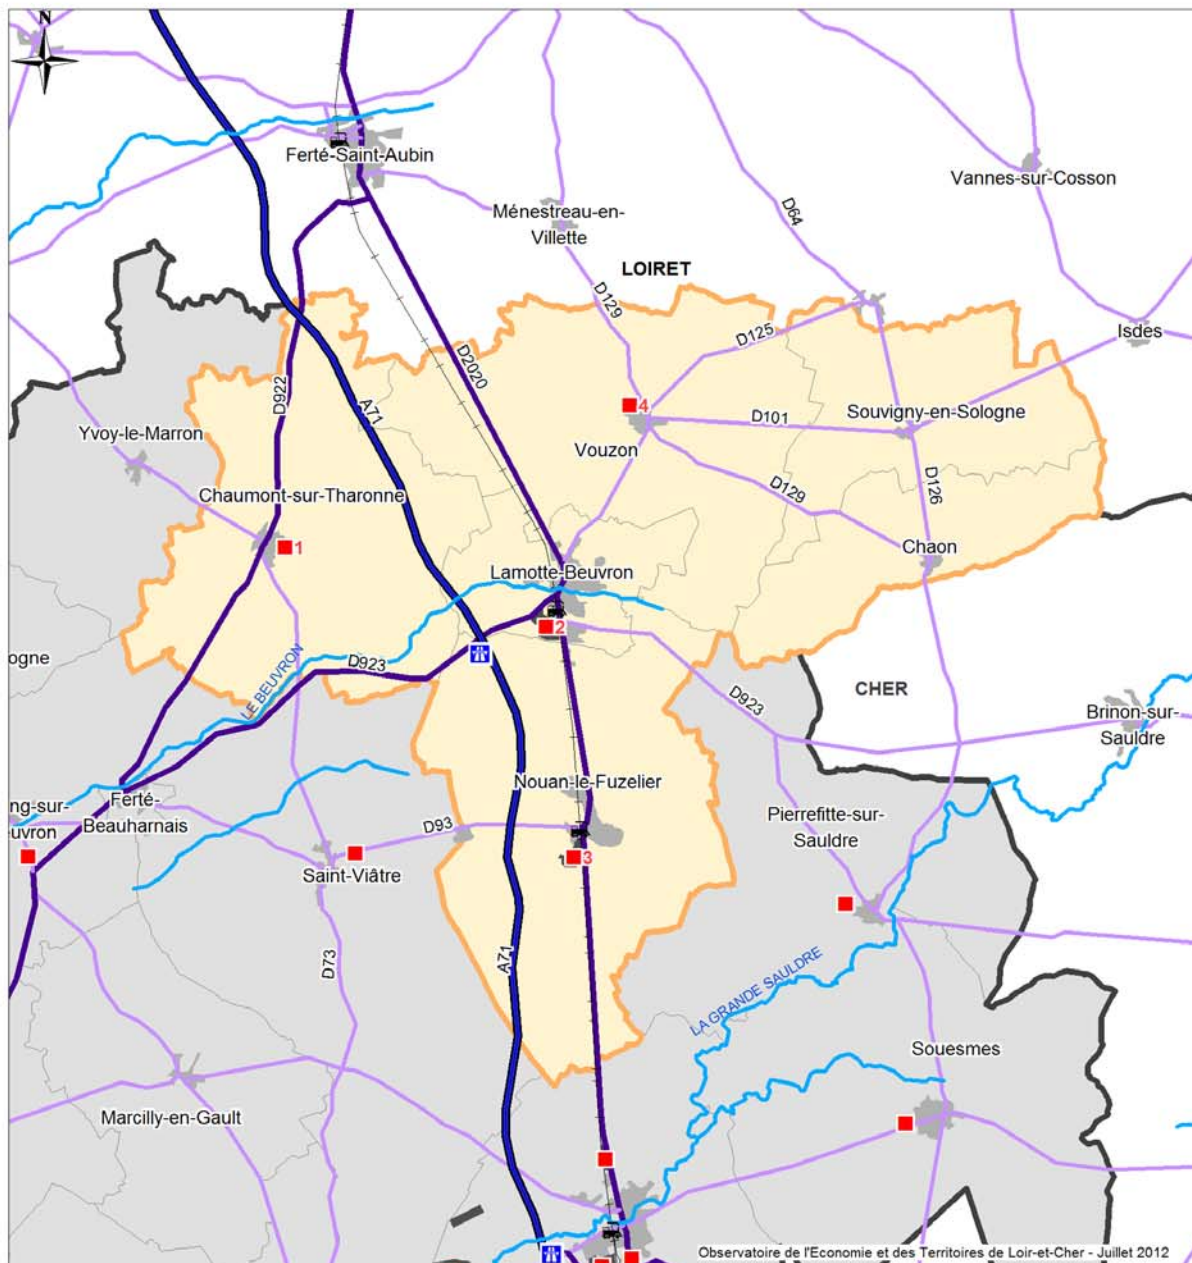 N
Ferté-Saint-Aubin
Vannes-sur-Cosson
Ménestreau-en-
Villette
D64
LOIRET
D129
Isdes
D125
D2020
D922
A71
4
D101
Souvigny-en-Sologne
Yvoy-le-Marron
Vouzon
D129
D126
Chaumont-sur-Tharonne
1
Chaon
Lamotte-Beuvron
2
ogne
D923
LE BEUVRON
D923
CHER
Brinon-sur-
Sauldre
Nouan-le-Fuzelier
Ferté-
Beauharnais
ng-sur-
euvron
D93
Pierrefitte-sur-
Sauldre
3
Saint-Viâtre
D73
A71
LA GRANDE SAULDRE
Souesmes
Marcilly-en-Gault
Observatoire de l'Economie et des Territoires de Loir-et-Cher - Juillet 2012